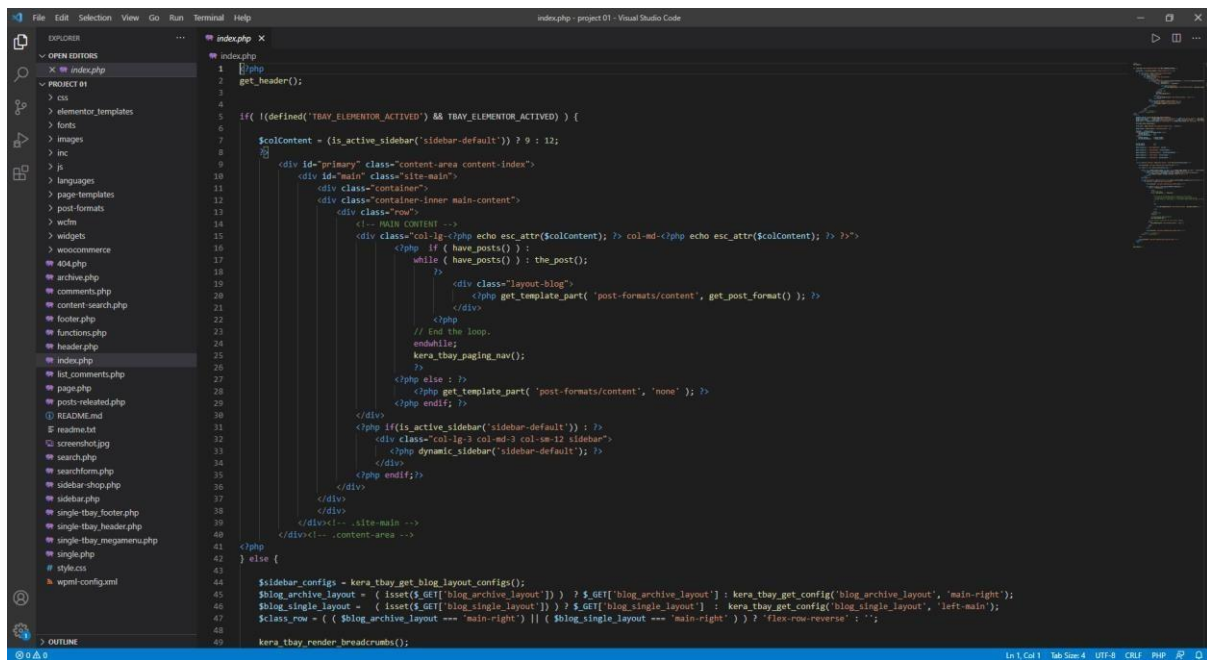 File Edit Selection View Go Run Terminal Help
index.php - project 01 - Visual Studio Code
EXPLORER
OPEN EDITORS
index.php
PROJECT 01
css
elementor_templates
fonts
images
inc
js
languages
page-templates
post-formats
wcfm
widgets
woocommerce
404.php
archive.php
comments.php
content-search.php
footer.php
functions.php
header.php
index.php
list_comments.php
page.php
posts-releated.php
README.md
readme.txt
screenshot.jpg
search.php
searchform.php
sidebar-shop.php
sidebar.php
single-tbay_footer.php
single-tbay_header.php
single-tbay_megamenu.php
single.php
style.css
wpml-config.xml
OUTLINE
index.php
index.php
1 <?php
2 get_header();
3
4
5 if( !(defined('TBAY_ELEMENTOR_ACTIVED') && TBAY_ELEMENTOR_ACTIVED) ) {
6
7 $colContent = (is_active_sidebar('sidebar-default')) ? 9 : 12;
8 ?>
9 <div id="primary" class="content-area content-index">
10 <div id="main" class="site-main">
11 <div class="container">
12 <div class="container-inner main-content">
13 <div class="row">
14 <!-- MAIN CONTENT -->
15 <div class="col-lg-<?php echo esc_attr($colContent); ?> col-md-<?php echo esc_attr($colContent); ?> ?>">
16 <?php if ( have_posts() ) :
17 while ( have_posts() ) : the_post();
18 ?>
19 <div class="layout-blog">
20 <?php get_template_part( 'post-formats/content', get_post_format() ); ?>
21 </div>
22 <?php
23 // End the loop.
24 endwhile;
25 kera_tbay_paging_nav();
26 ?>
27 <?php else : ?>
28 <?php get_template_part( 'post-formats/content', 'none' ); ?>
29 <?php endif; ?>
30 </div>
31 <?php if(is_active_sidebar('sidebar-default')) : ?>
32 <div class="col-lg-3 col-md-3 col-sm-12 sidebar">
33 <?php dynamic_sidebar('sidebar-default'); ?>
34 </div>
35 <?php endif;?>
36 </div>
37 </div>
38 </div>
39 </div><!-- .site-main -->
40 </div><!-- .content-area -->
41 <?php
42 } else {
43
44 $sidebar_configs = kera_tbay_get_blog_layout_configs();
45 $blog_archive_layout = ( isset($_GET['blog_archive_layout']) ) ? $_GET['blog_archive_layout'] : kera_tbay_get_config('blog_archive_layout', 'main-right');
46 $blog_single_layout = ( isset($_GET['blog_single_layout']) ) ? $_GET['blog_single_layout'] : kera_tbay_get_config('blog_single_layout', 'left-main');
47 $class_row = ( ( $blog_archive_layout === 'main-right') || ( $blog_single_layout === 'main-right' ) ) ? 'flex-row-reverse' : '';
48
49 kera_tbay_render_breadcrumbs();
0 0
Ln 1, Col 1 Tab Size: 4 UTF-8 CRLF PHP